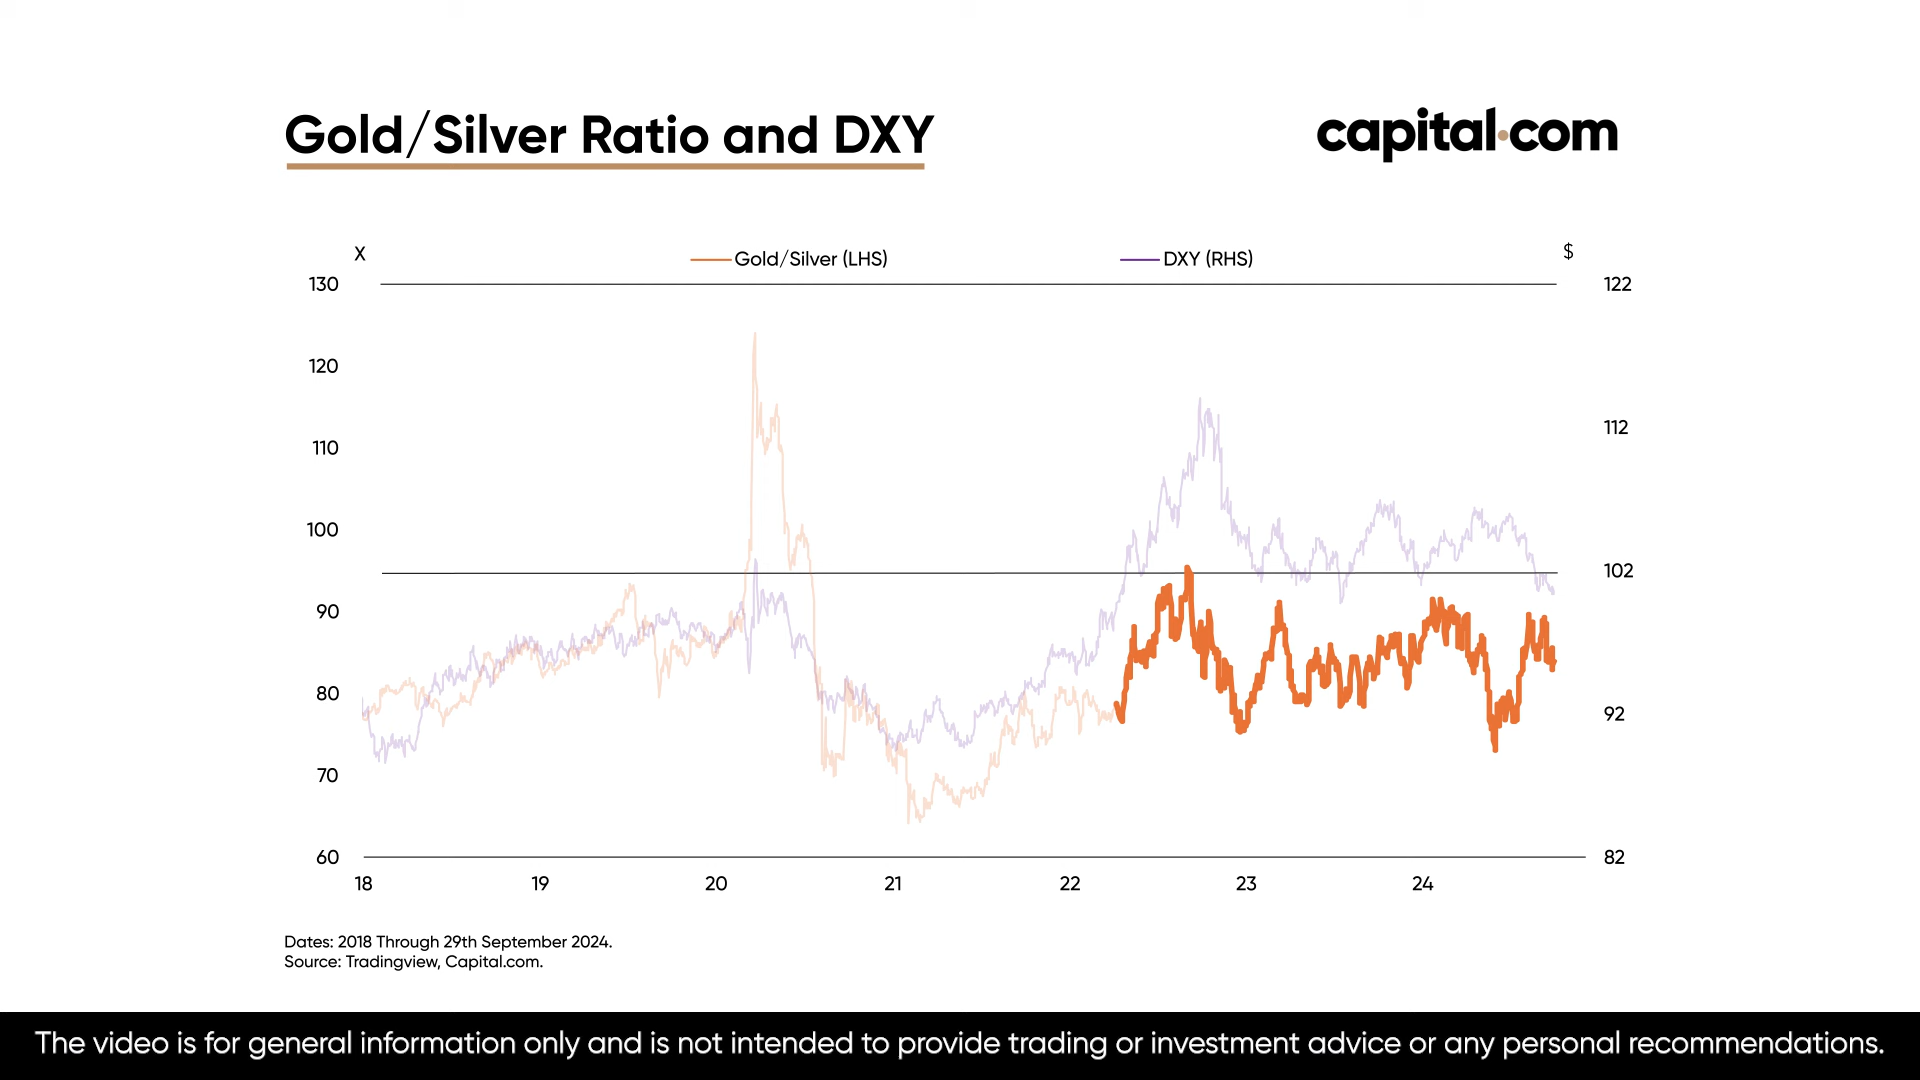 Gold/Silver Ratio and DXY
capital.com
X
Gold/Silver (LHS)
DXY (RHS)
$
130
122
120
112
110
100
102
90
80
92
70
60
82
18
19
20
21
22
23
24
Dates: 2018 Through 29th September 2024.
Source: Tradingview, Capital.com.
The video is for general information only and is not intended to provide trading or investment advice or any personal recommendations.